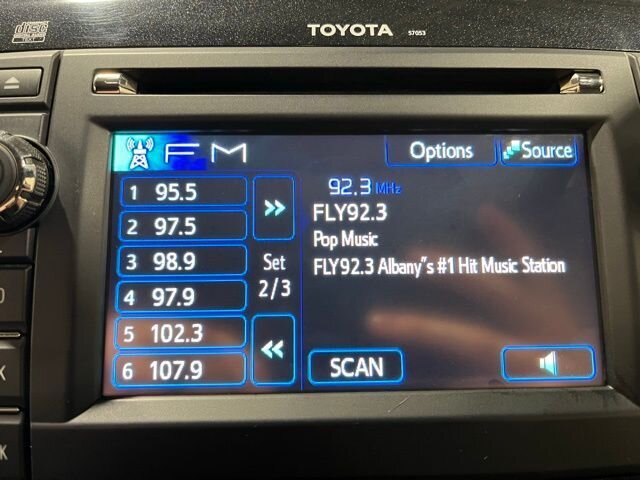 disc
TEXT
TOYOTA 57053
FM
Options
Source
1 95.5
2 97.5
3 98.9
4 97.9
5 102.3
6 107.9
Set
2/3
92.3 MHz
FLY92.3
Pop Music
FLY92.3 Albany"s #1 Hit Music Station
SCAN
K
K